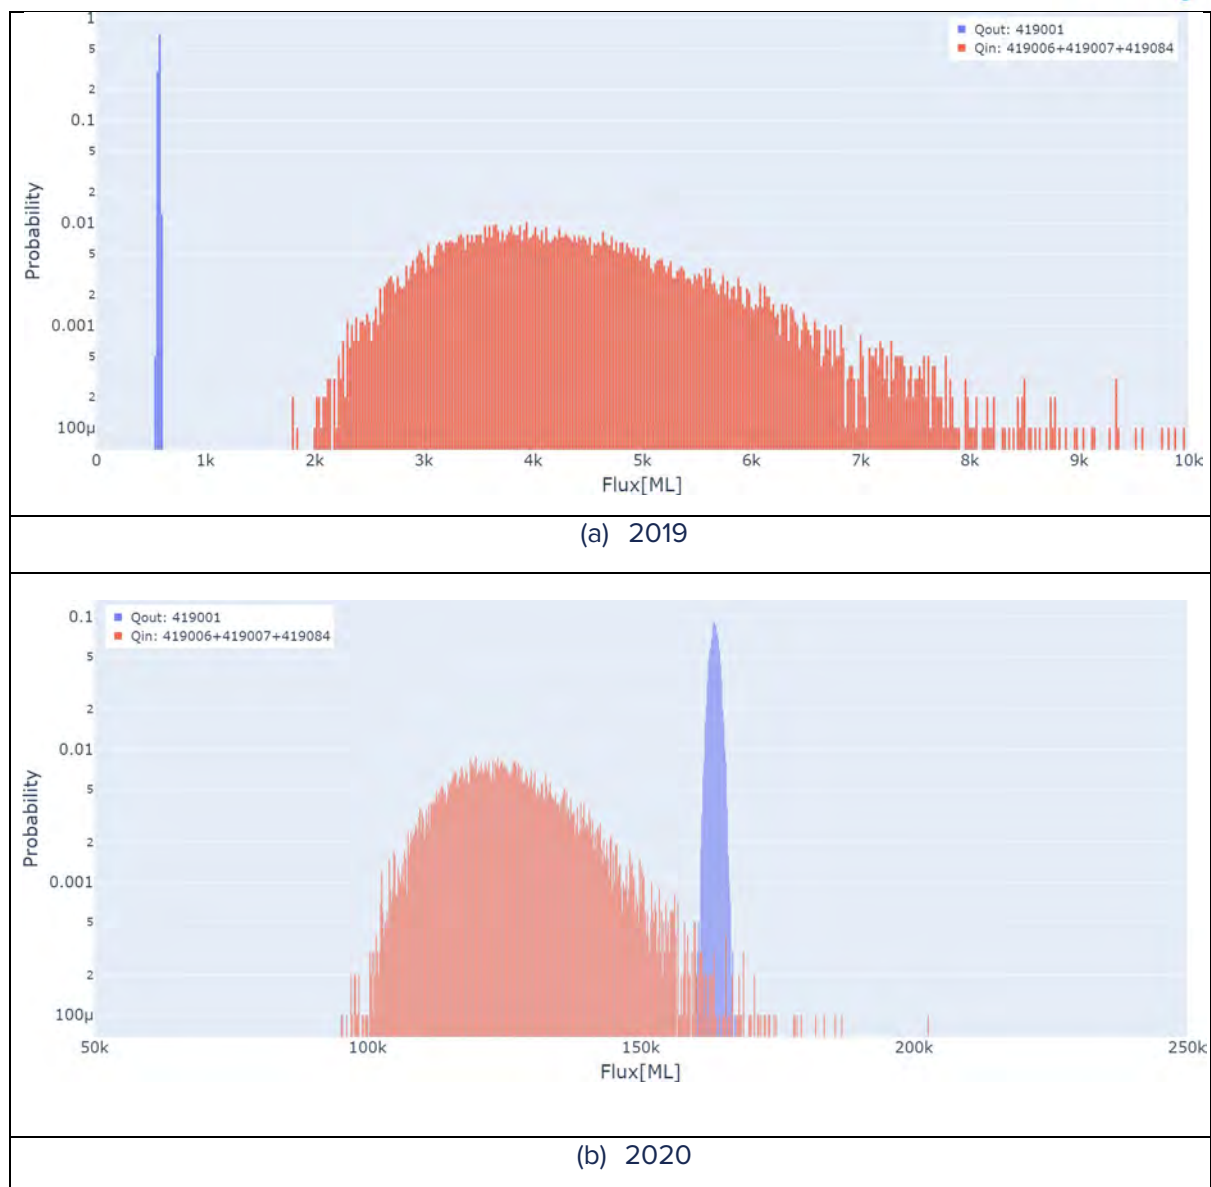 1
5
2
0.1
5
2
0.01
5
2
0.001
5
2
100μ
Probability
Qout: 419001
Qin: 419006+419007+419084
0 1k 2k 3k 4k 5k 6k 7k 8k 9k 10k
Flux[ML]
(a) 2019
0.1
5
2
0.01
5
2
0.001
5
2
100μ
Probability
Qout: 419001
Qin: 419006+419007+419084
50k 100k 150k 200k 250k
Flux[ML]
(b) 2020